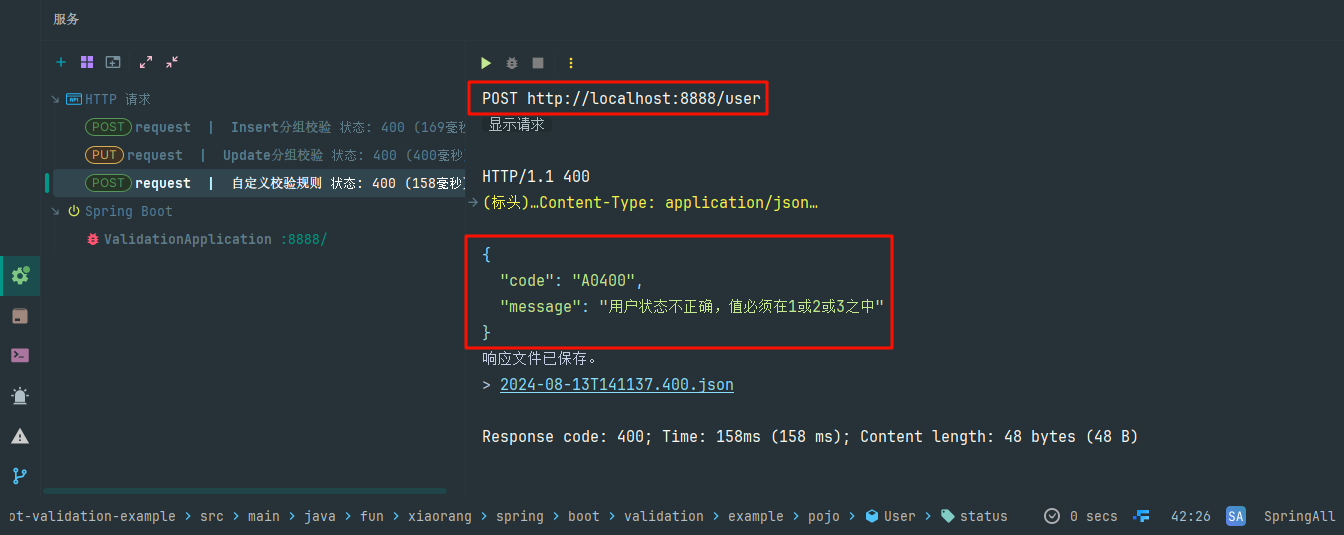 服务
HTTP 请求
POST request | Insert分组校验 状态: 400 (169毫秒
PUT request | Update分组校验 状态: 400 (400毫秒
POST request | 自定义校验规则 状态: 400 (158毫秒)
Spring Boot
ValidationApplication :8888/
POST http://localhost:8888/user
显示请求
HTTP/1.1 400
(标头)…Content-Type: application/json…
{
"code": "A0400",
"message": "用户状态不正确，值必须在1或2或3之中"
}
响应文件已保存。
> 2024-08-13T141137.400.json
Response code: 400; Time: 158ms (158 ms); Content length: 48 bytes (48 B)
ot-validation-example > src > main > java > fun > xiaorang > spring > boot > validation > example > pojo > User > status 0 secs 42:26 SA SpringAll